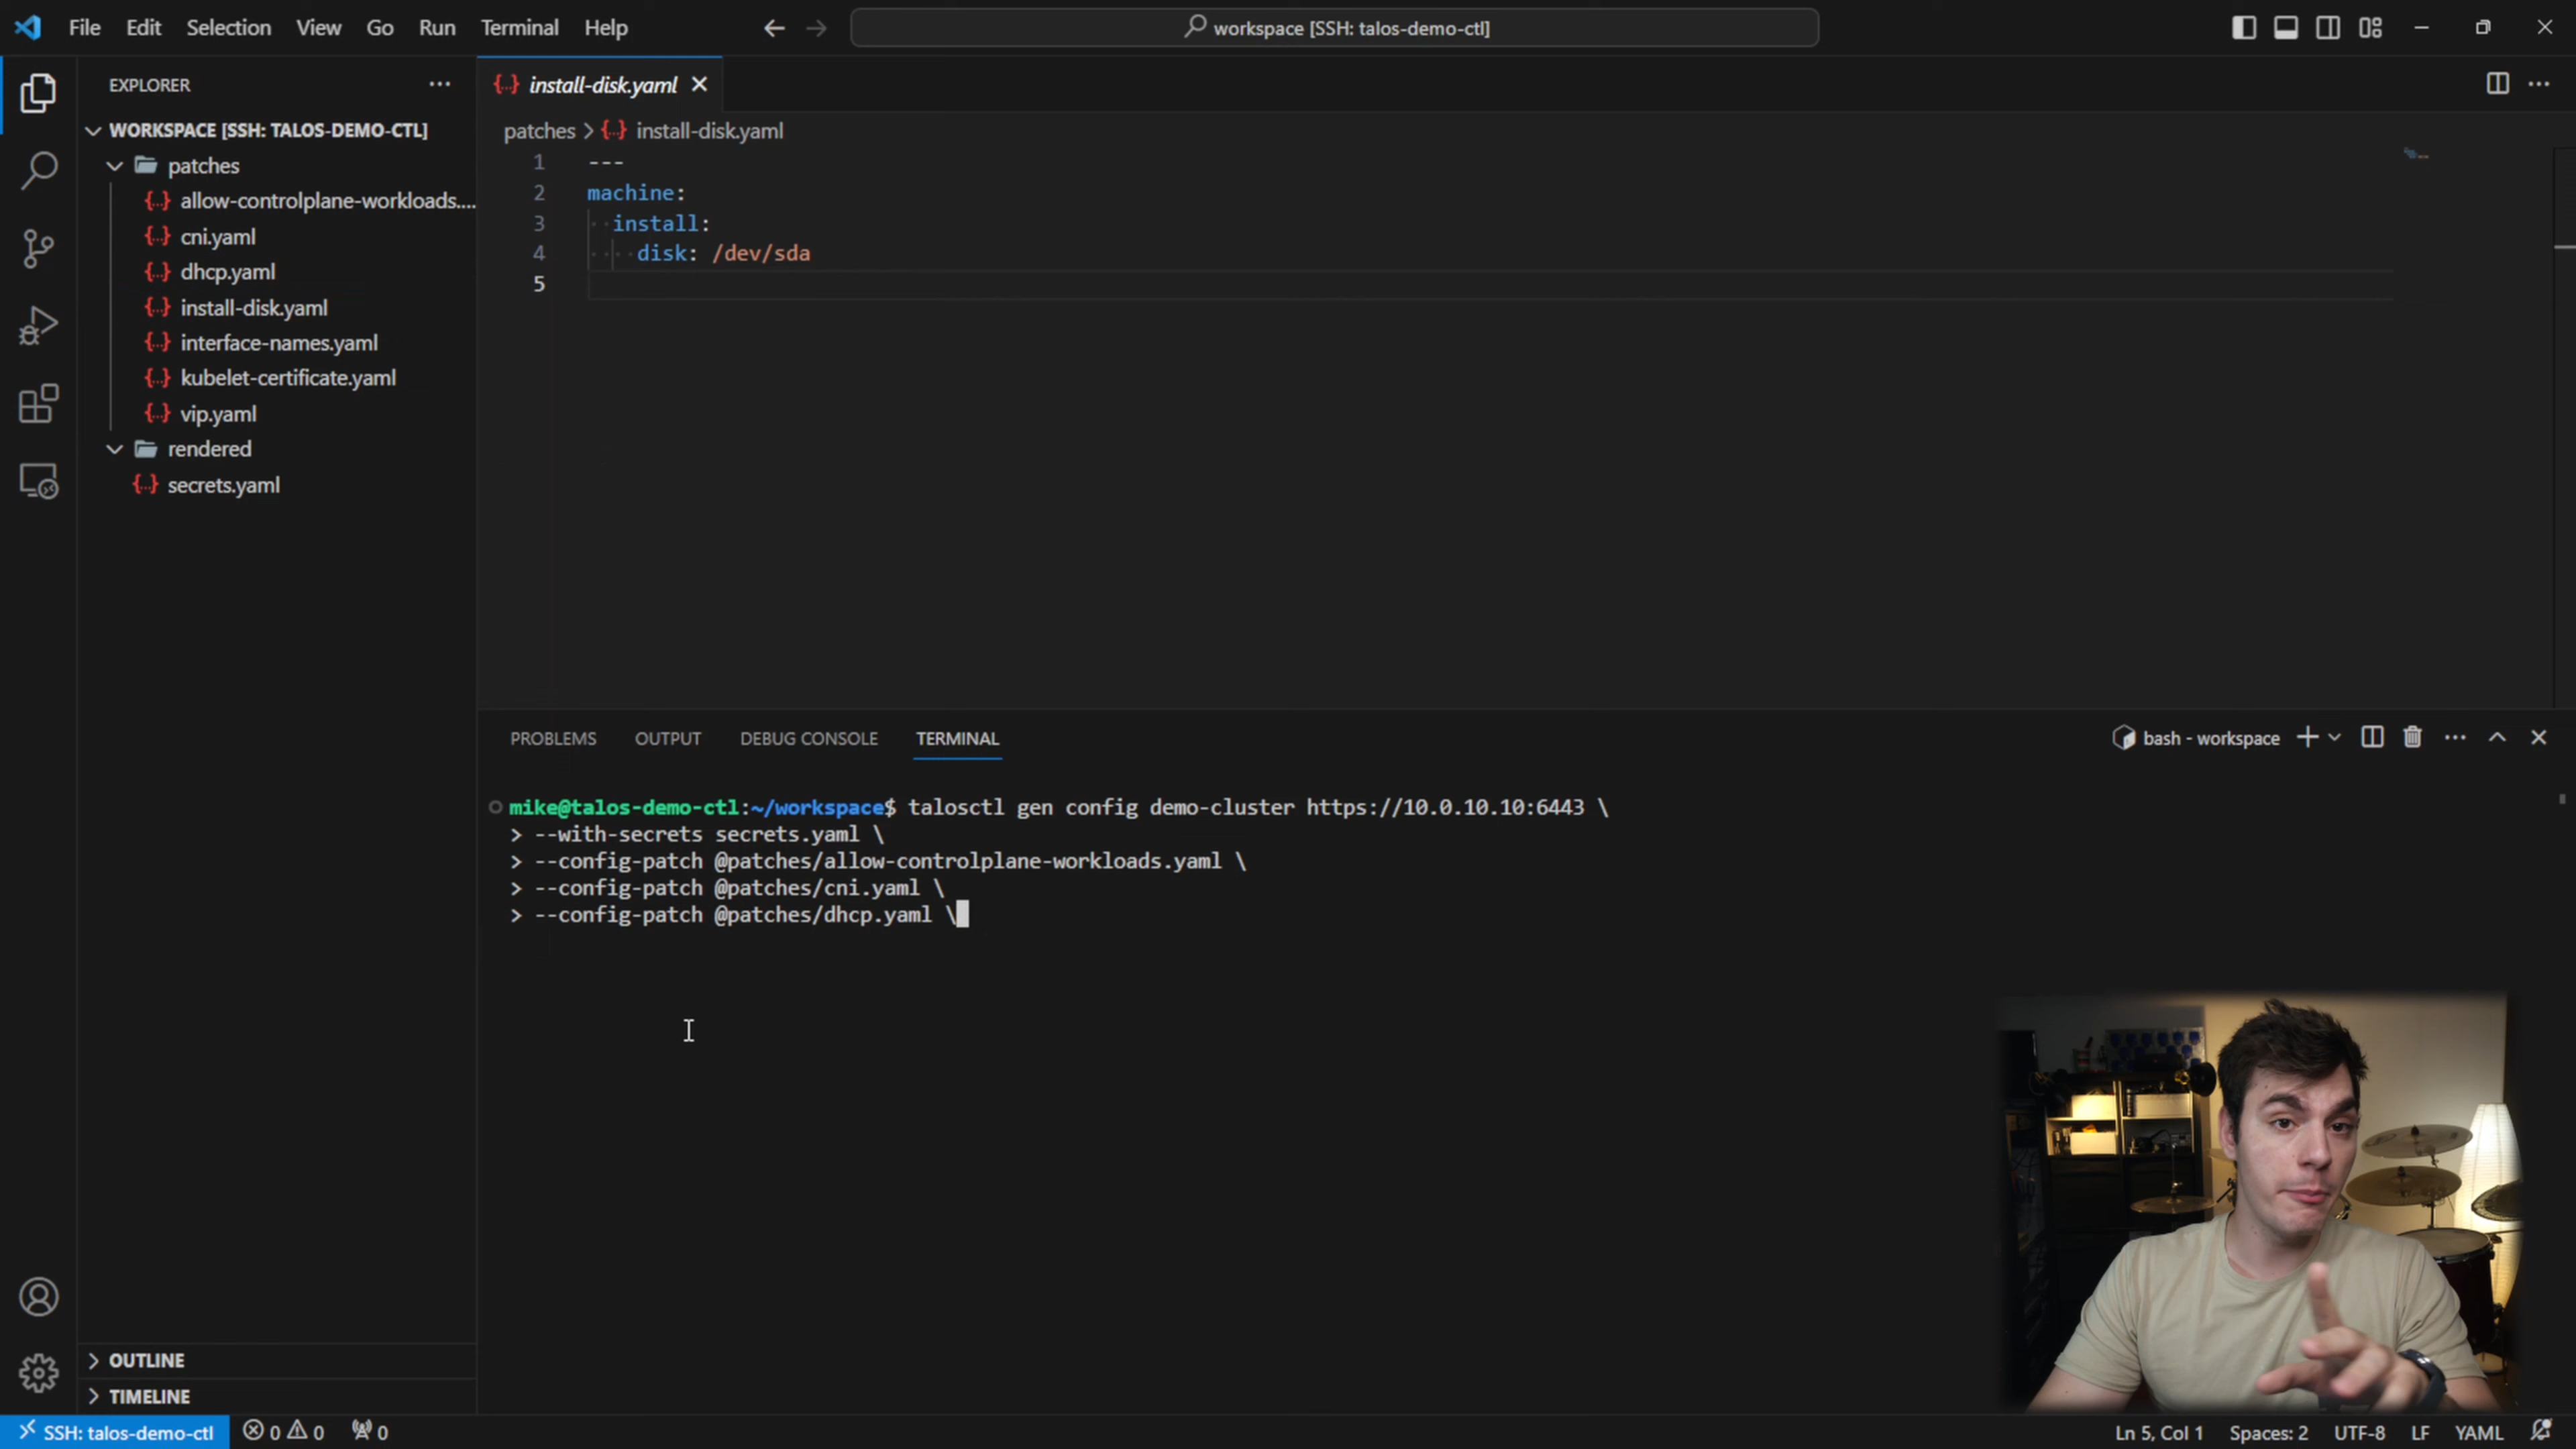 File Edit Selection View Go Run Terminal Help
workspace [SSH: talos-demo-ctl]
EXPLORER
WORKSPACE [SSH: TALOS-DEMO-CTL]
patches
allow-controlplane-workloads....
cni.yaml
dhcp.yaml
install-disk.yaml
interface-names.yaml
kubelet-certificate.yaml
vip.yaml
rendered
secrets.yaml
OUTLINE
TIMELINE
install-disk.yaml
patches > install-disk.yaml
1 ---
2 machine:
3 install:
4 disk: /dev/sda
5
PROBLEMS OUTPUT DEBUG CONSOLE TERMINAL
bash - workspace
mike@talos-demo-ctl:~/workspace$ talosctl gen config demo-cluster https://10.0.10.10:6443 \
> --with-secrets secrets.yaml \
> --config-patch @patches/allow-controlplane-workloads.yaml \
> --config-patch @patches/cni.yaml \
> --config-patch @patches/dhcp.yaml \
SSH: talos-demo-ctl 0 0 0
Ln 5, Col 1 Spaces: 2 UTF-8 LF YAML